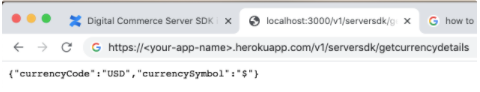 Digital Commerce Server SDK
localhost:3000/v1/serversdk/g
how to
https://<your-app-name>.herokuapp.com/v1/serversdk/getcurrencydetails
{"currencyCode":"USD","currencySymbol":"$"}